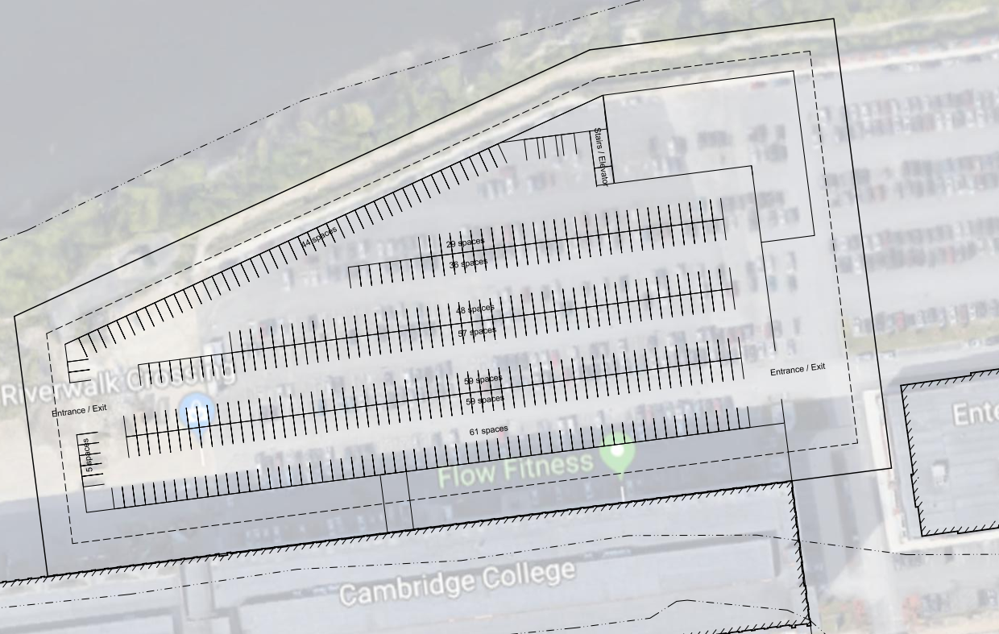 Stairs / Elevator
44 spaces
29 spaces
36 spaces
48 spaces
57 spaces
Riverwalk Crossing
59 spaces
Entrance / Exit
59 spaces
Entrance / Exit
Ente
61 spaces
5 spaces
Flow Fitness
Cambridge College